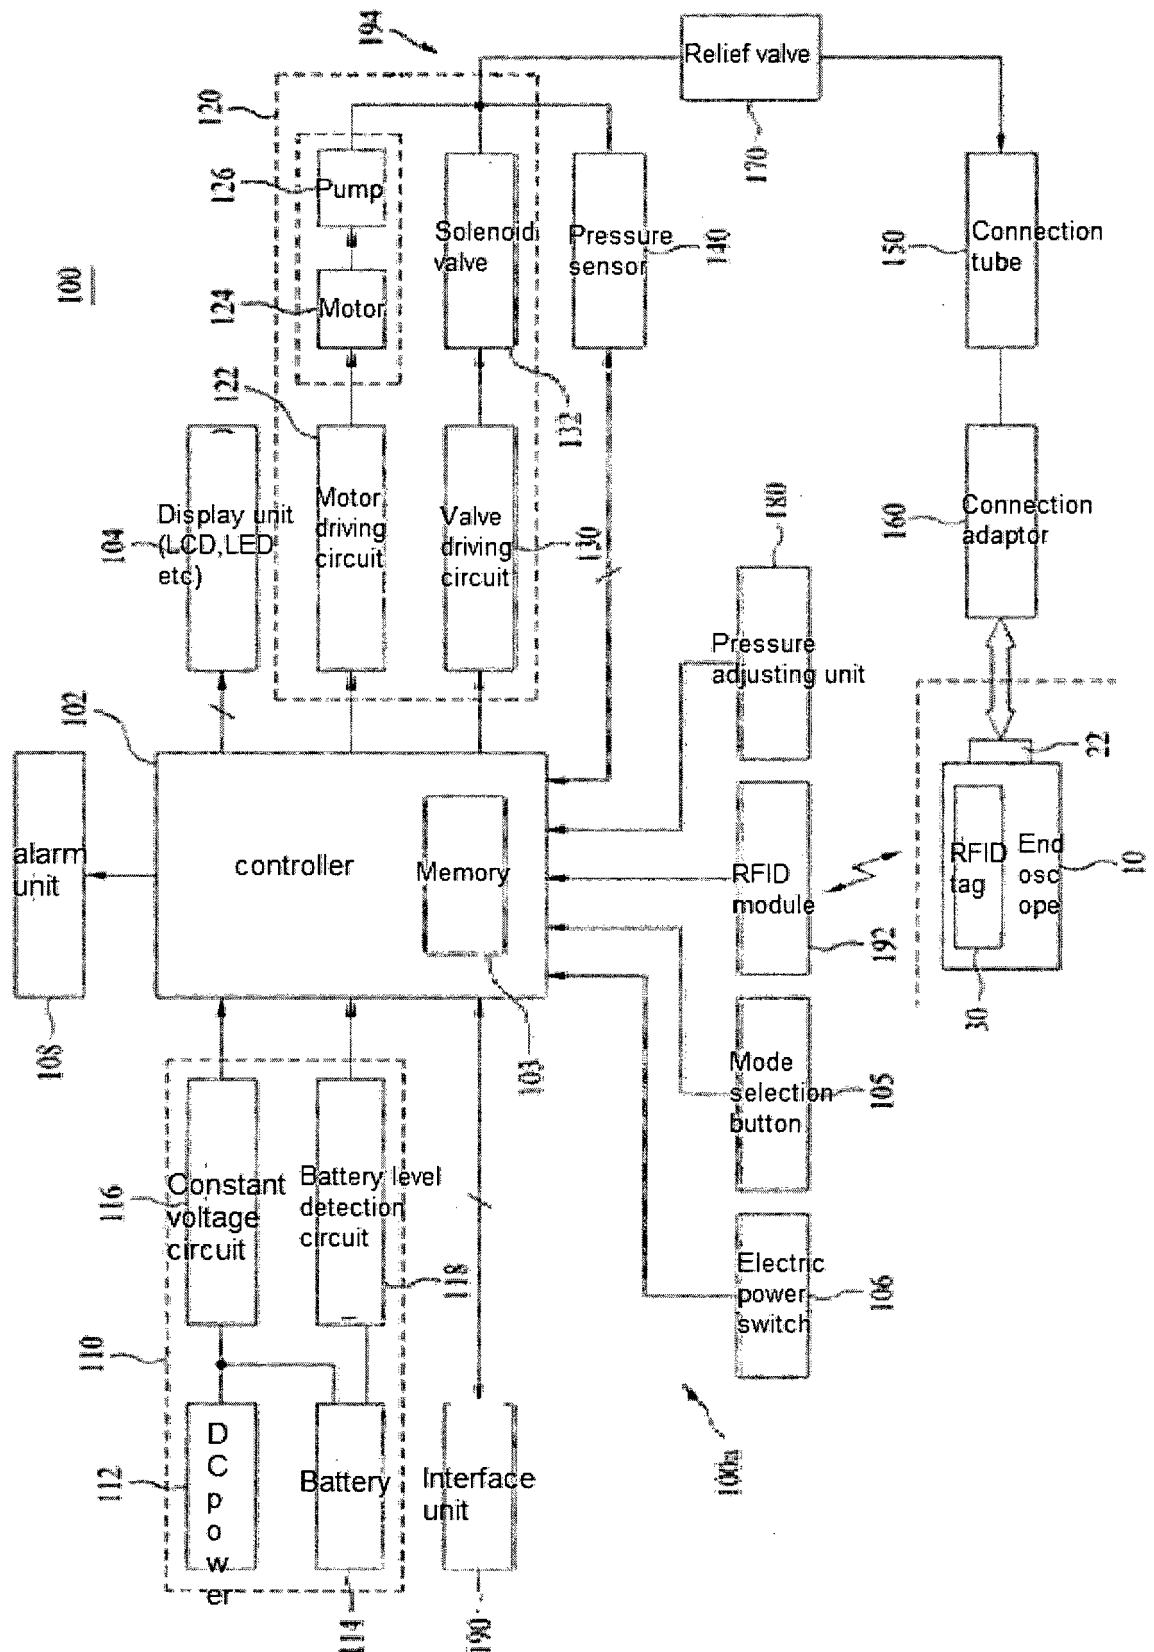 194
Relief valve
120
170
126
Pump
Solenoid
valve
Pressure
sensor
140
150
Connection
tube
100
124
Motor
122
132
Display unit
(LCD,LED
etc)
104
Motor
driving
circuit
Valve
driving
circuit
130
180
160
Connection
adaptor
Pressure
adjusting unit
102
22
alarm
unit
controller
Memory
RFID
module
RFID
tag
End
osc
ope
10
192
30
108
103
Mode
selection
button
105
116
Constant
voltage
circuit
Battery level
detection
circuit
118
Electric
power
switch
106
110
112
D
C
p
o
w
er
Battery
Interface
unit
100a
114
190